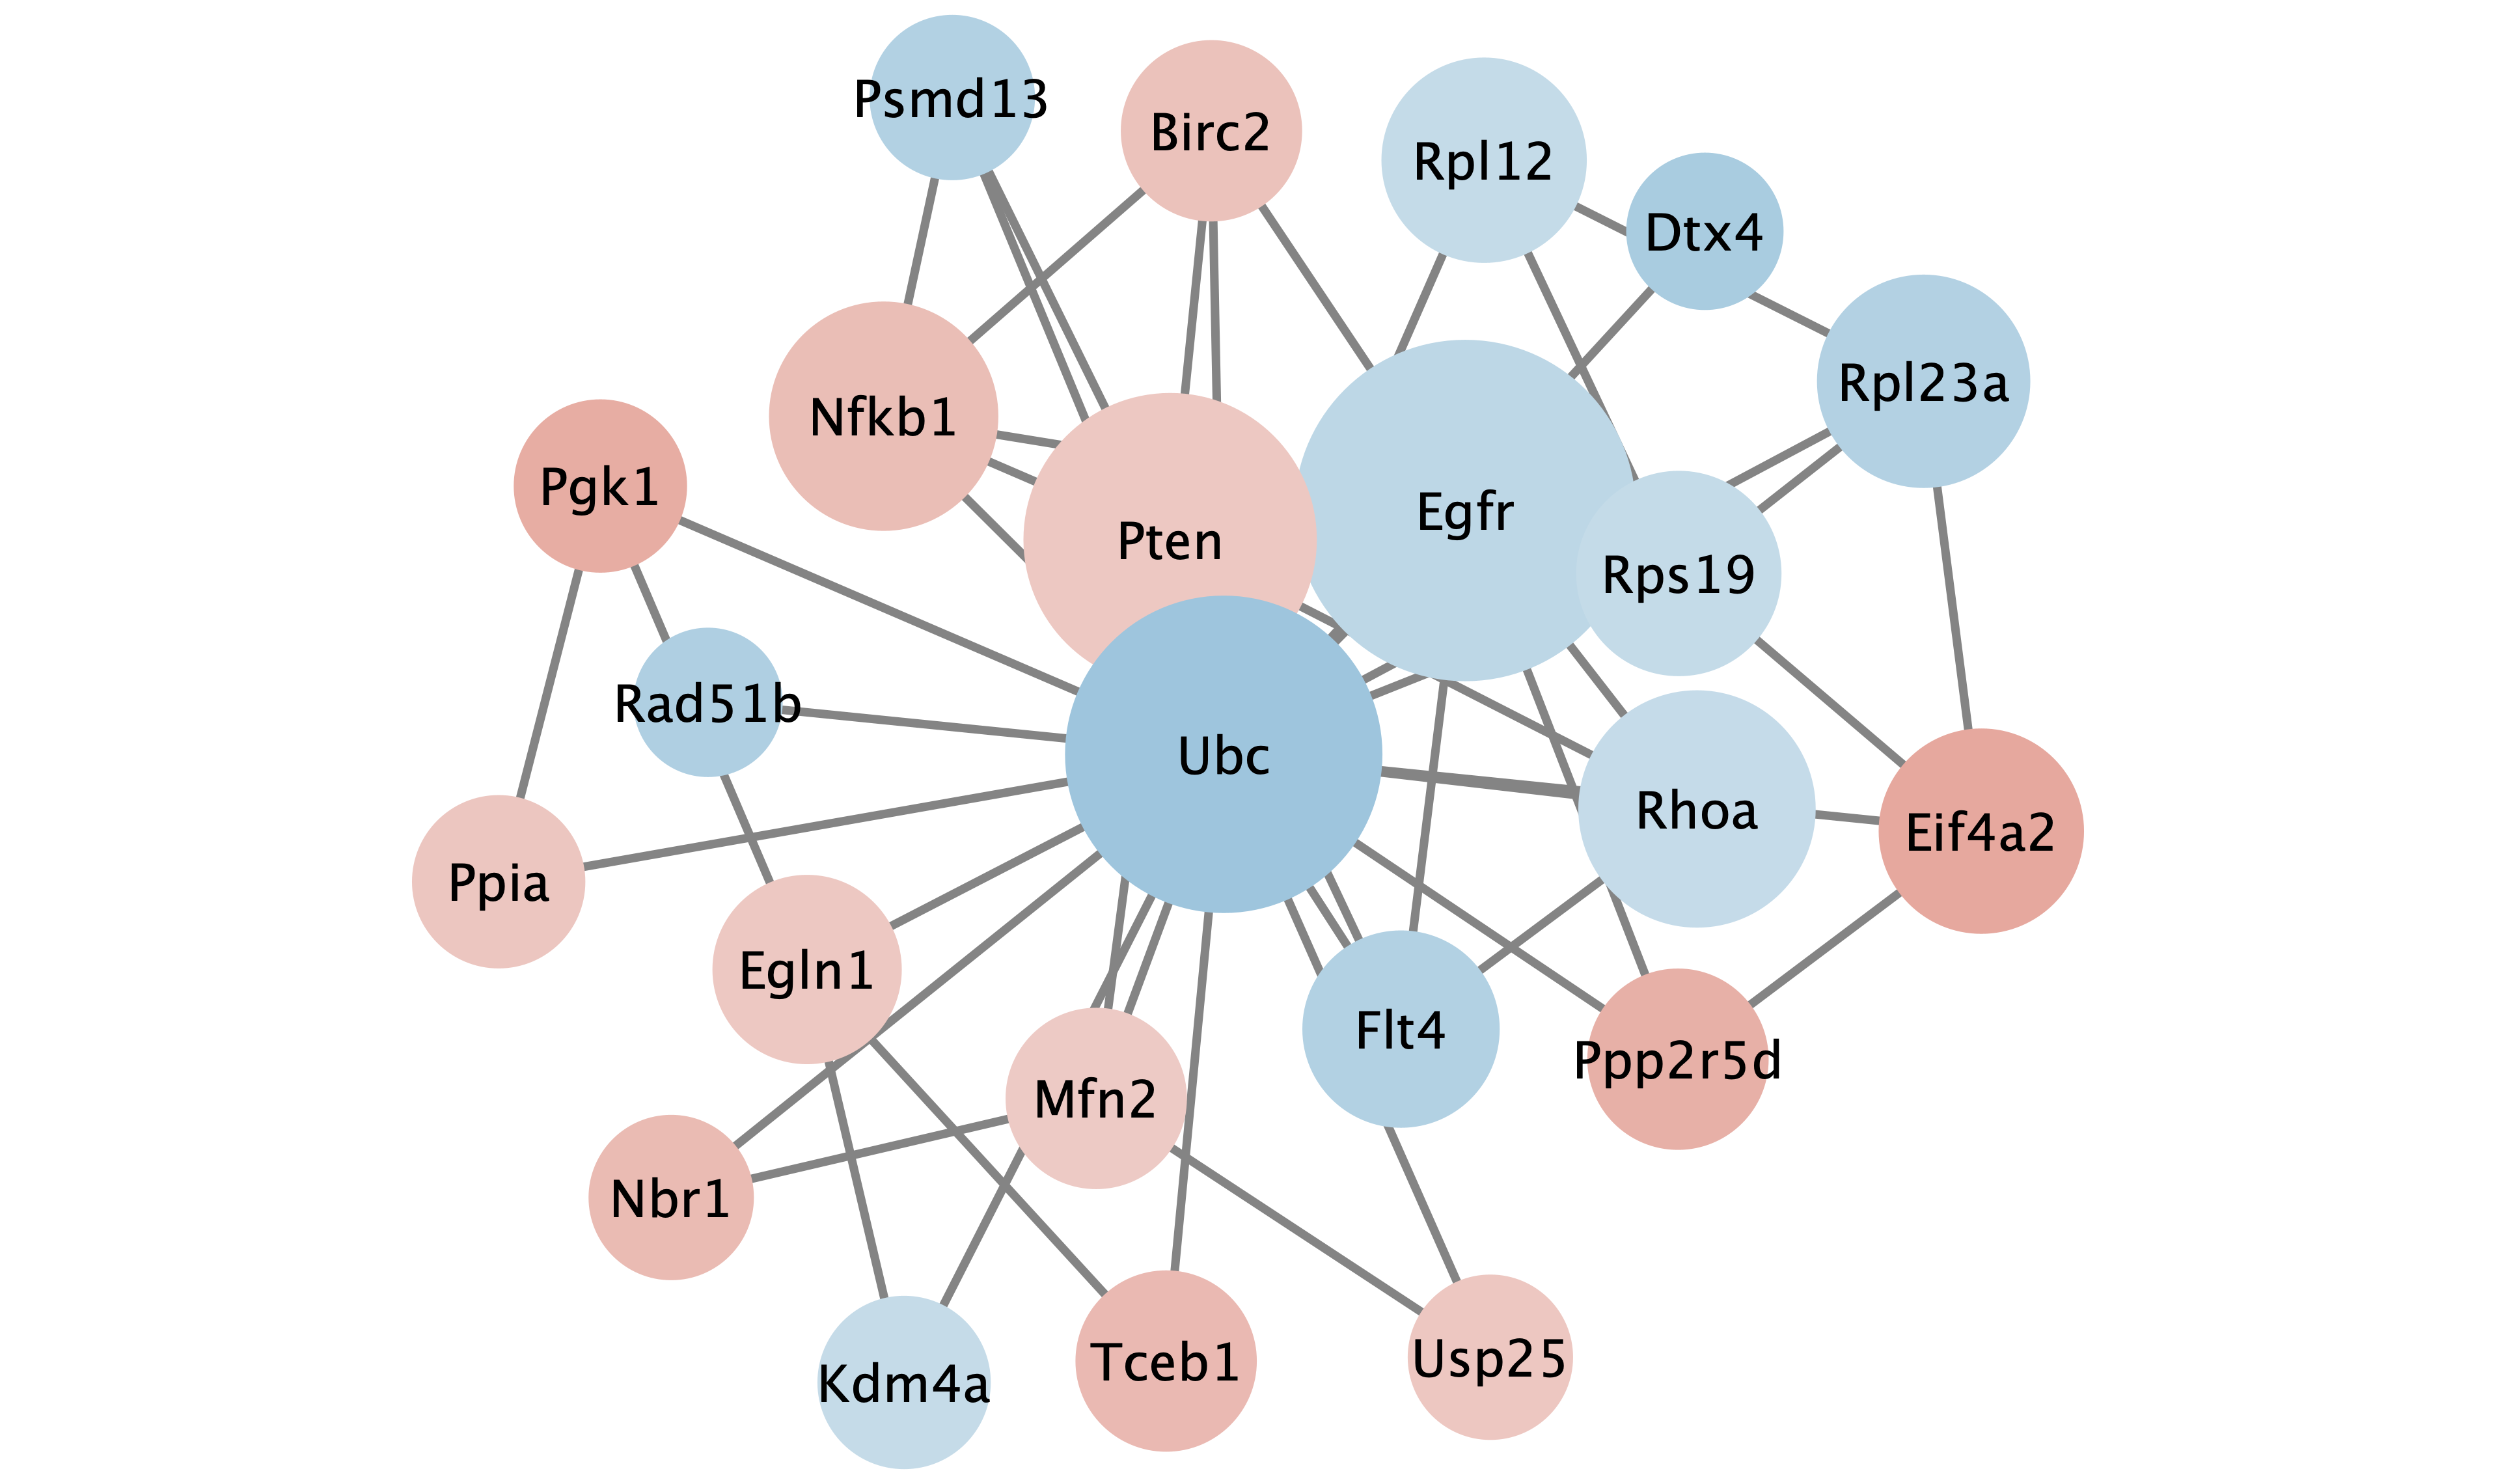 Psmd13
Birc2
Rpl12
Dtx4
Rpl23a
Nfkb1
Pgk1
Egfr
Pten
Rps19
Rad51b
Ubc
Rhoa
Eif4a2
Ppia
Egln1
Flt4
Ppp2r5d
Mfn2
Nbr1
Usp25
Tceb1
Kdm4a